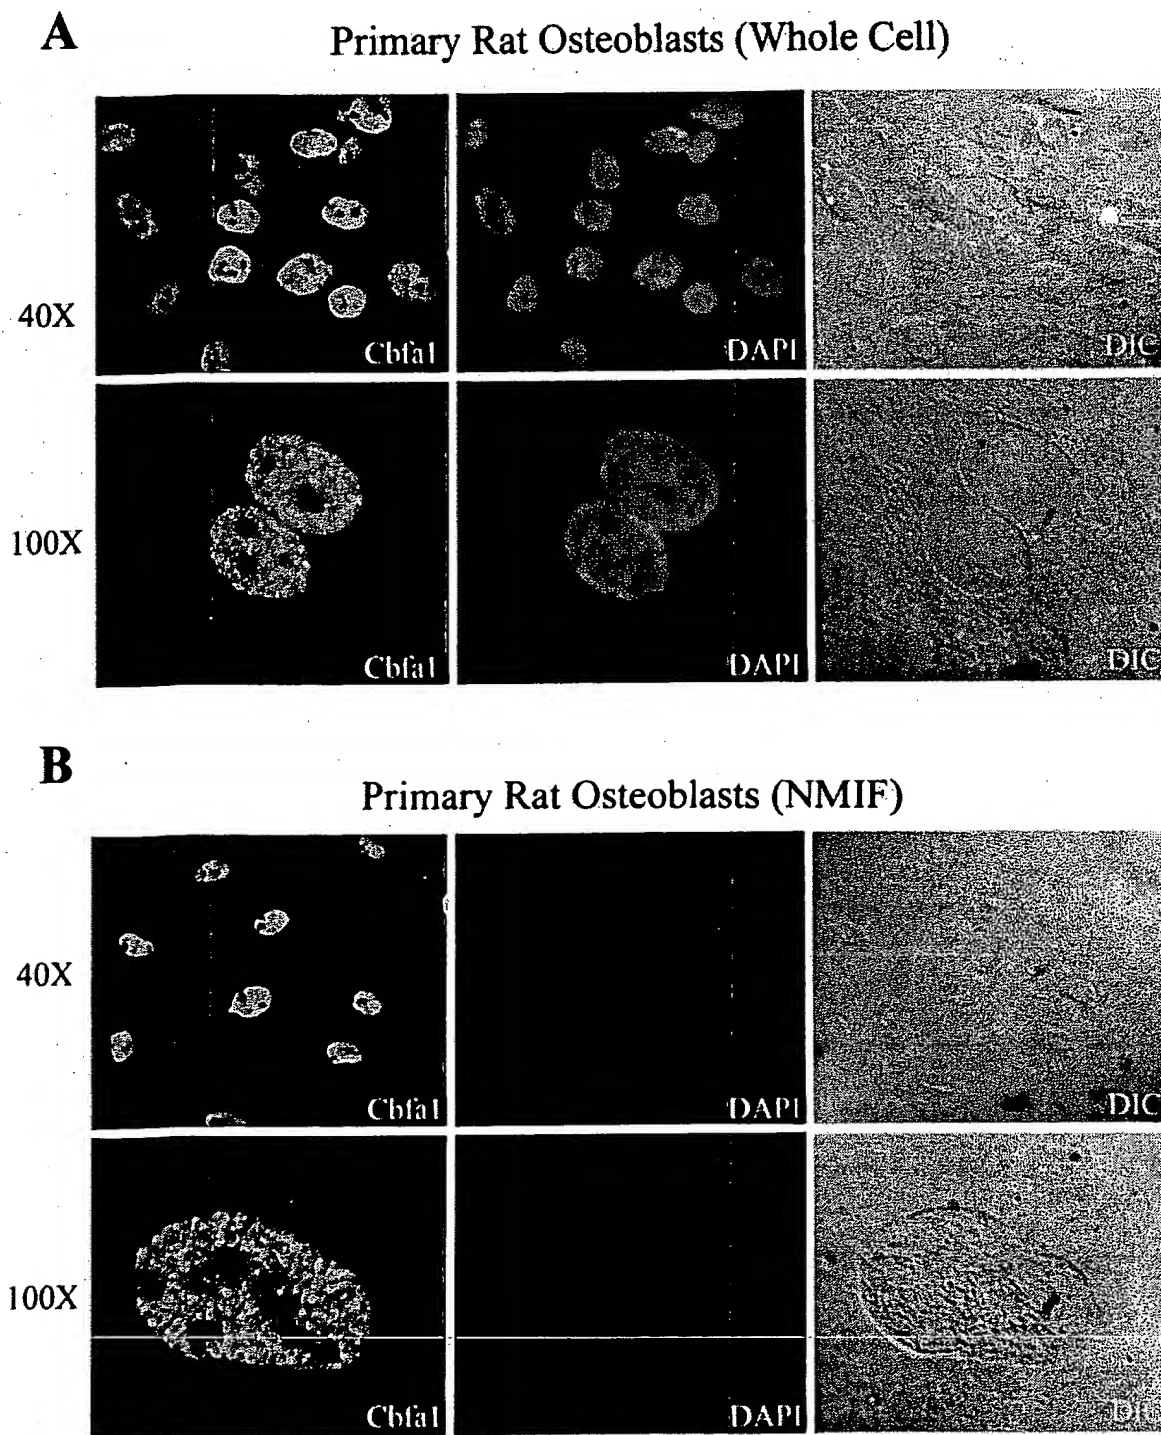 A
Primary Rat Osteoblasts (Whole Cell)
40X
Cbfa1
DAPI
DIC
100X
Cbfa1
DAPI
DIC
B
Primary Rat Osteoblasts (NMIF)
40X
Cbfa1
DAPI
DIC
100X
Cbfa1
DAPI
DIC